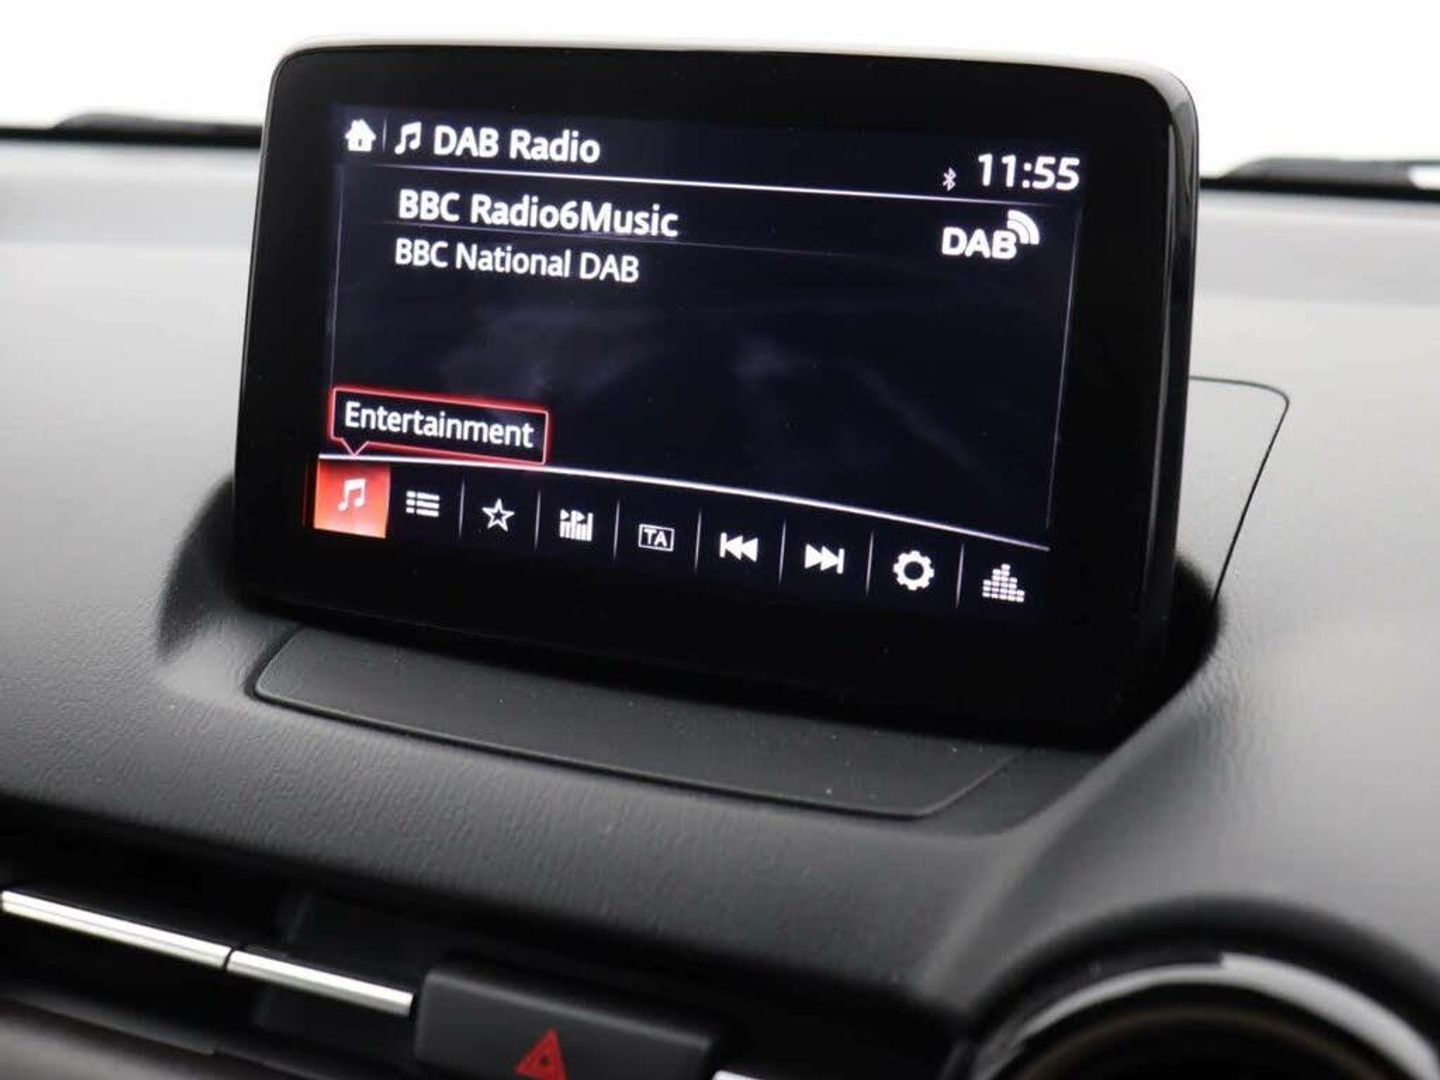 DAB Radio
11:55
BBC Radio6Music
DAB
BBC National DAB
Entertainment
TA